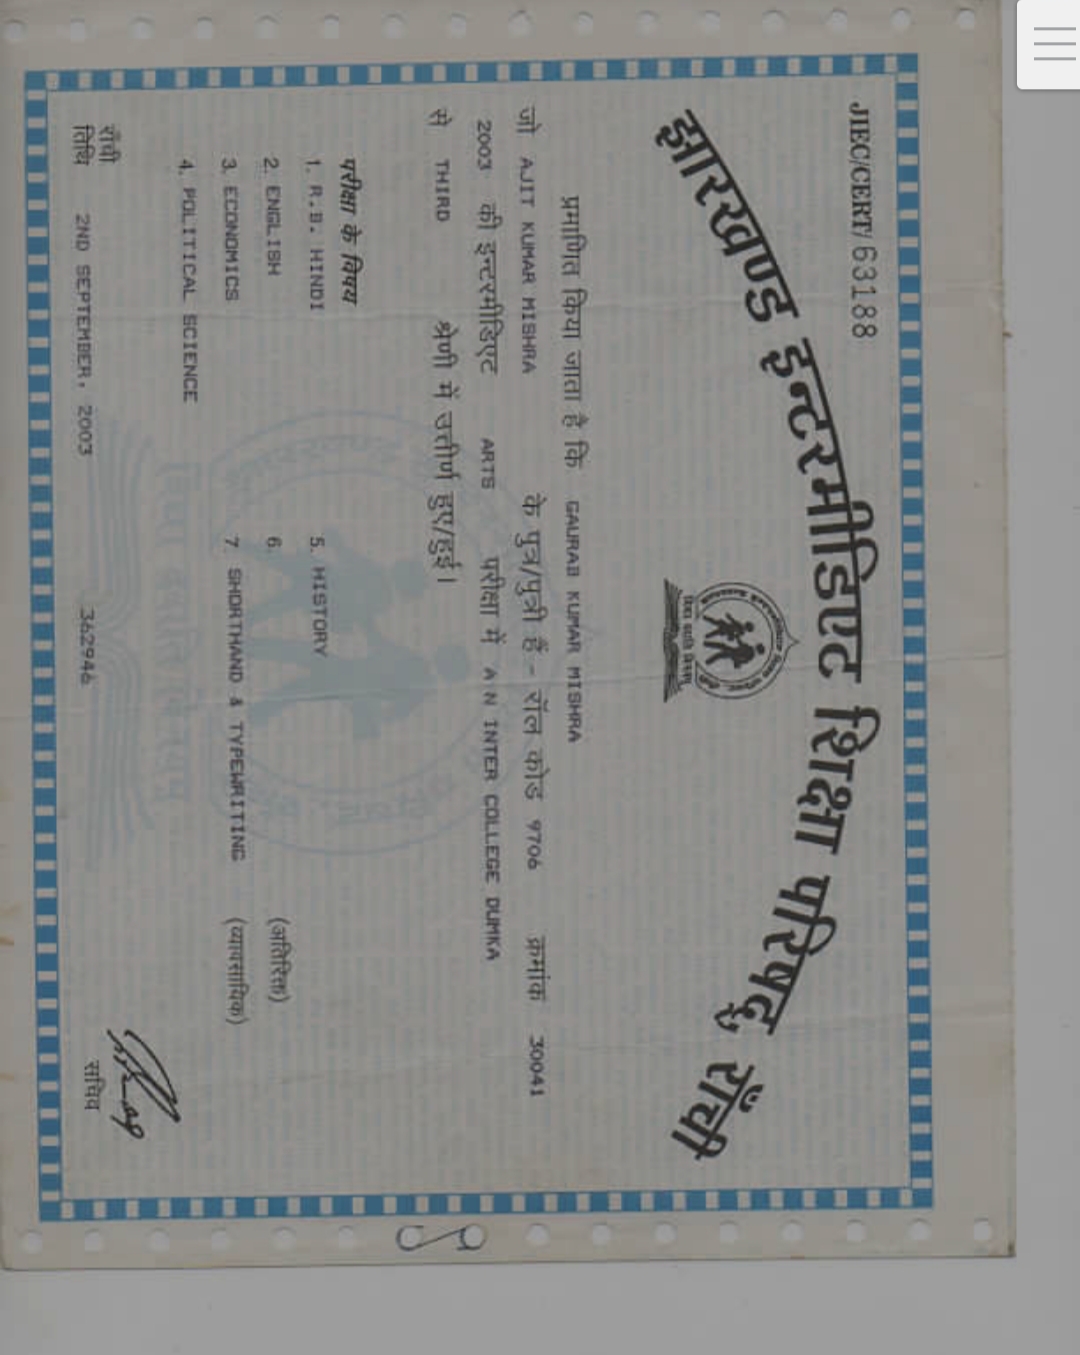 JIEC/CERT/ 63188
झारखण्ड इन्टरमीडिएट शिक्षा परिषद् राँची
प्रमाणित किया जाता है कि GAURAB KUMAR MISHRA
जो AJIT KUMAR MISHRA के पुत्र/पुत्री हैं - रॉल कोड 9706 क्रमांक 30041
2003 की इन्टरमीडिएट ARTS परीक्षा में A N INTER COLLEGE DUMKA
से THIRD श्रेणी में उत्तीर्ण हुए/हुई।
परीक्षा के विषय
1. R.B. HINDI 5. HISTORY
2. ENGLISH 6. (अतिरिक्त)
3. ECONOMICS 7. SHORTHAND & TYPEWRITING (व्यावसायिक)
4. POLITICAL SCIENCE
राँची
तिथि 2ND SEPTEMBER, 2003 362946 सचिव